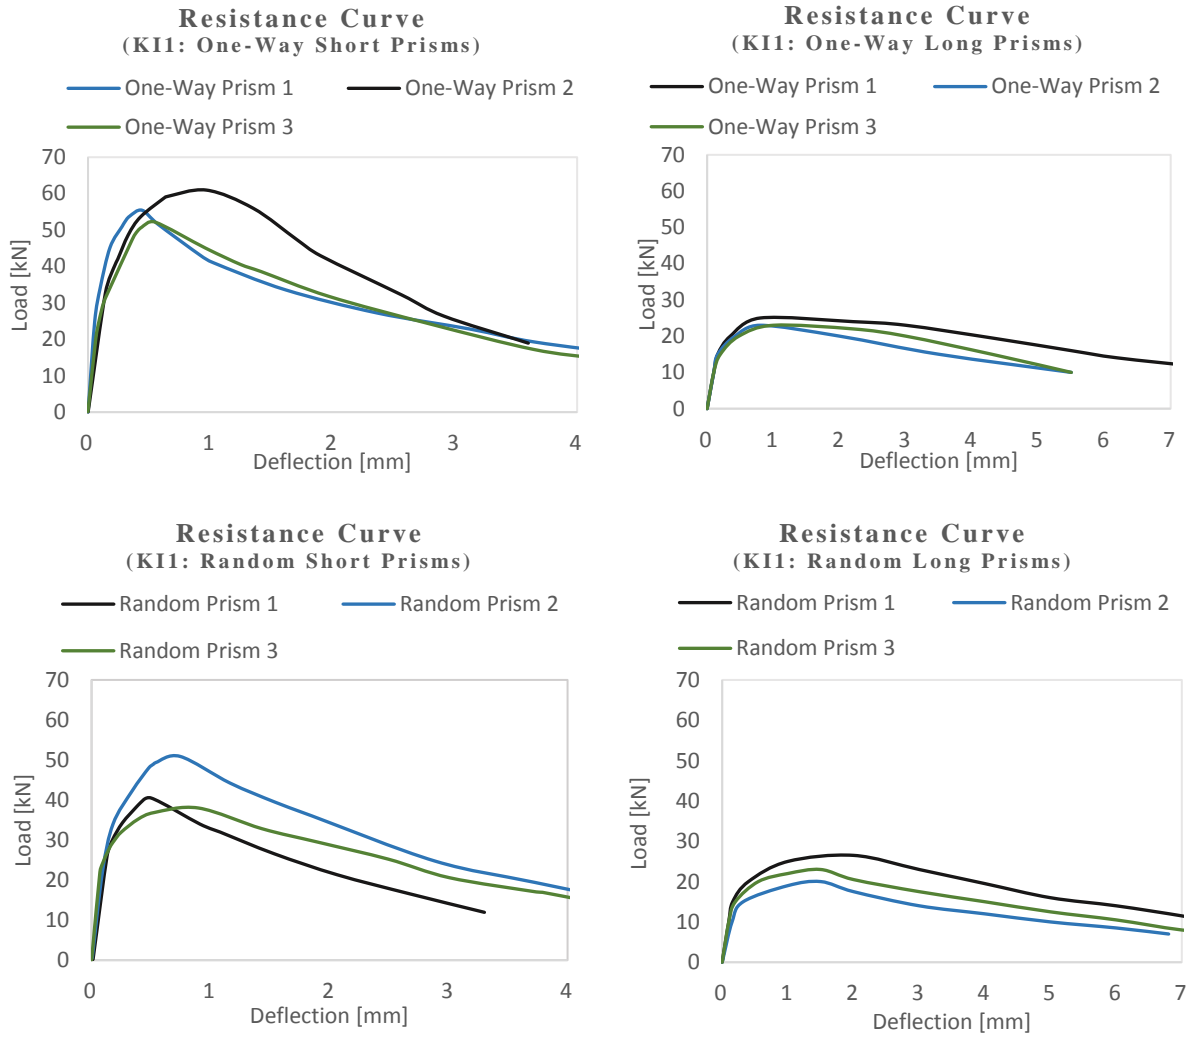 Resistance Curve
(KI1: One-Way Short Prisms)
One-Way Prism 1
One-Way Prism 2
One-Way Prism 3
70
60
50
40
30
20
10
0
Load [kN]
0 1 2 3 4
Deflection [mm]
Resistance Curve
(KI1: One-Way Long Prisms)
One-Way Prism 1
One-Way Prism 2
One-Way Prism 3
70
60
50
40
30
20
10
0
Load [kN]
0 1 2 3 4 5 6 7
Deflection [mm]
Resistance Curve
(KI1: Random Short Prisms)
Random Prism 1
Random Prism 2
Random Prism 3
70
60
50
40
30
20
10
0
Load [kN]
0 1 2 3 4
Deflection [mm]
Resistance Curve
(KI1: Random Long Prisms)
Random Prism 1
Random Prism 2
Random Prism 3
70
60
50
40
30
20
10
0
Load [kN]
0 1 2 3 4 5 6 7
Deflection [mm]